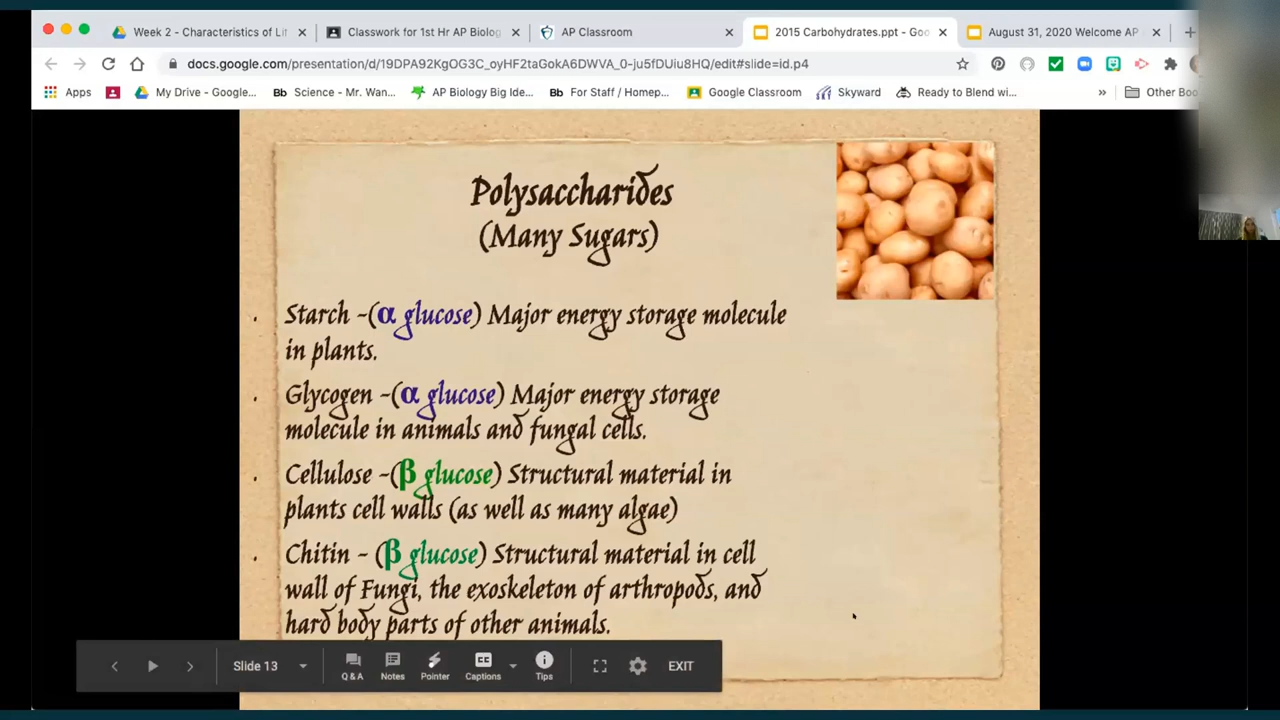 Week 2 - Characteristics of Li
Classwork for 1st Hr AP Biolog
AP Classroom
2015 Carbohydrates.ppt - Goo
August 31, 2020 Welcome AP
docs.google.com/presentation/d/19DPA92KgOG3C_oyHF2taGokA6DWVA_0-ju5fDUiu8HQ/edit#slide=id.p4
Apps
My Drive - Google...
Bb Science - Mr. Wan...
AP Biology Big Ide...
Bb For Staff / Homep...
Google Classroom
Skyward
Ready to Blend wi...
»
Other Boo
Polysaccharides
(Many Sugars)
• Starch -(α glucose) Major energy storage molecule
in plants.
• Glycogen -(α glucose) Major energy storage
molecule in animals and fungal cells.
• Cellulose -(β glucose) Structural material in
plants cell walls (as well as many algae)
• Chitin - (β glucose) Structural material in cell
wall of Fungi, the exoskeleton of arthropods, and
hard body parts of other animals.
Slide 13
Q & A
Notes
Pointer
CC
Captions
Tips
EXIT